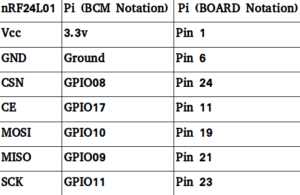 nRF24L01 Pi (BCM Notation) Pi (BOARD Notation)
Vcc 3.3v Pin 1
GND Ground Pin 6
CSN GPIO08 Pin 24
CE GPIO17 Pin 11
MOSI GPIO10 Pin 19
MISO GPIO09 Pin 21
SCK GPIO11 Pin 23